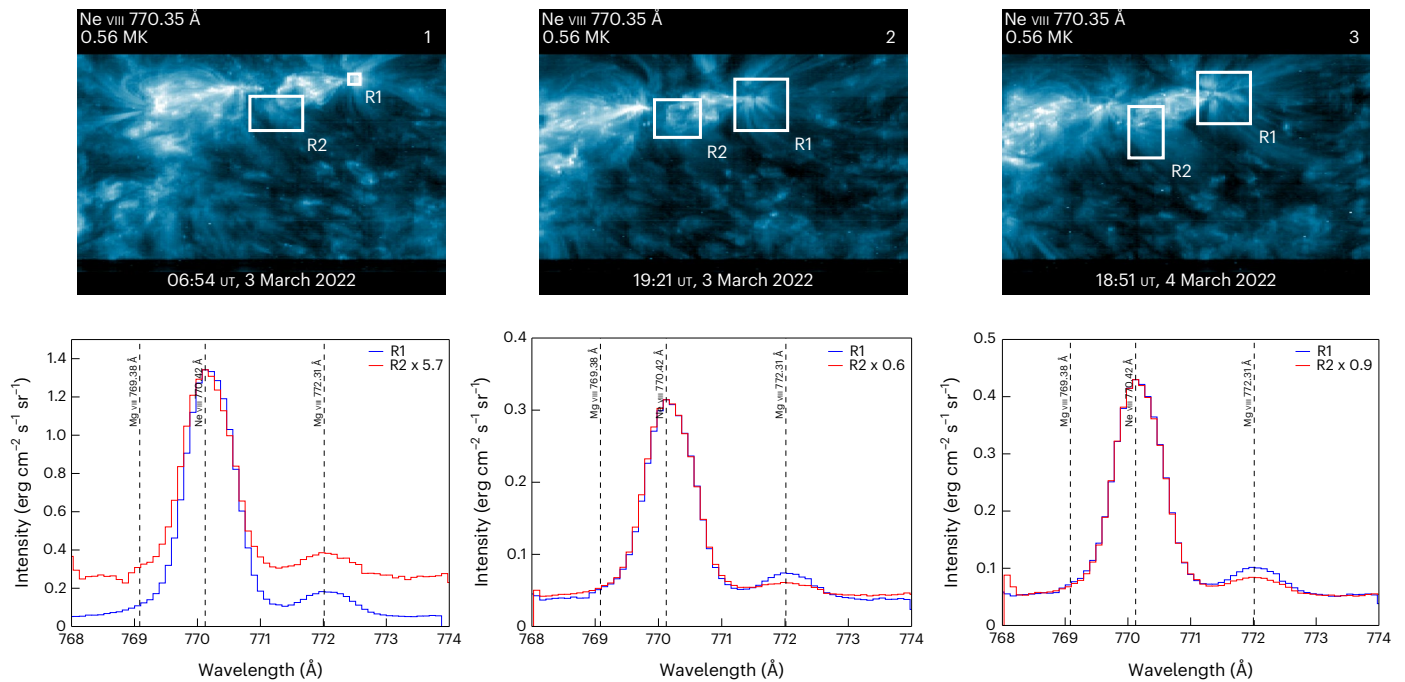 Ne VIII 770.35 Å
0.56 MK
1
R1
R2
06:54 UT, 3 March 2022
Ne VIII 770.35 Å
0.56 MK
2
R2
R1
19:21 UT, 3 March 2022
Ne VIII 770.35 Å
0.56 MK
3
R1
R2
18:51 UT, 4 March 2022
Intensity (erg cm⁻² s⁻¹ sr⁻¹)
1.4
1.2
1.0
0.8
0.6
0.4
0.2
0
Mg VIII 769.38 Å
Ne VIII 770.42 Å
Mg VIII 772.31 Å
R1
R2 x 5.7
768 769 770 771 772 773 774
Wavelength (Å)
Intensity (erg cm⁻² s⁻¹ sr⁻¹)
0.4
0.3
0.2
0.1
0
Mg VIII 769.38 Å
Ne VIII 770.42 Å
Mg VIII 772.31 Å
R1
R2 x 0.6
768 769 770 771 772 773 774
Wavelength (Å)
Intensity (erg cm⁻² s⁻¹ sr⁻¹)
0.5
0.4
0.3
0.2
0.1
0
Mg VIII 769.38 Å
Ne VIII 770.42 Å
Mg VIII 772.31 Å
R1
R2 x 0.9
768 769 770 771 772 773 774
Wavelength (Å)